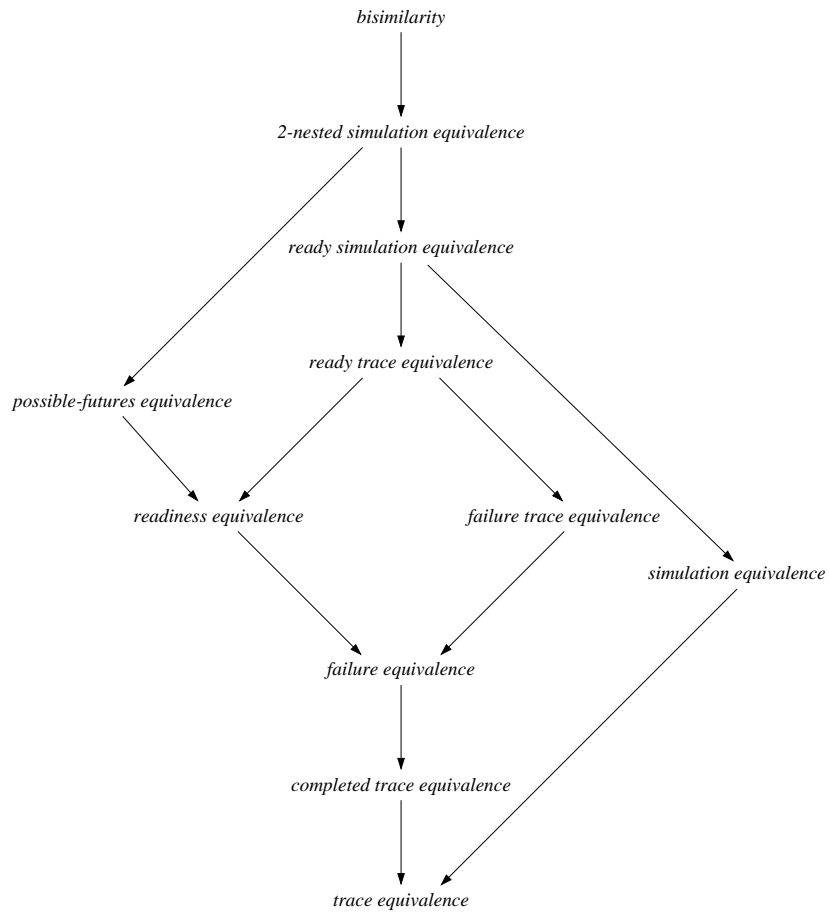 bisimilarity
2-nested simulation equivalence
ready simulation equivalence
ready trace equivalence
possible-futures equivalence
readiness equivalence
failure trace equivalence
simulation equivalence
failure equivalence
completed trace equivalence
trace equivalence